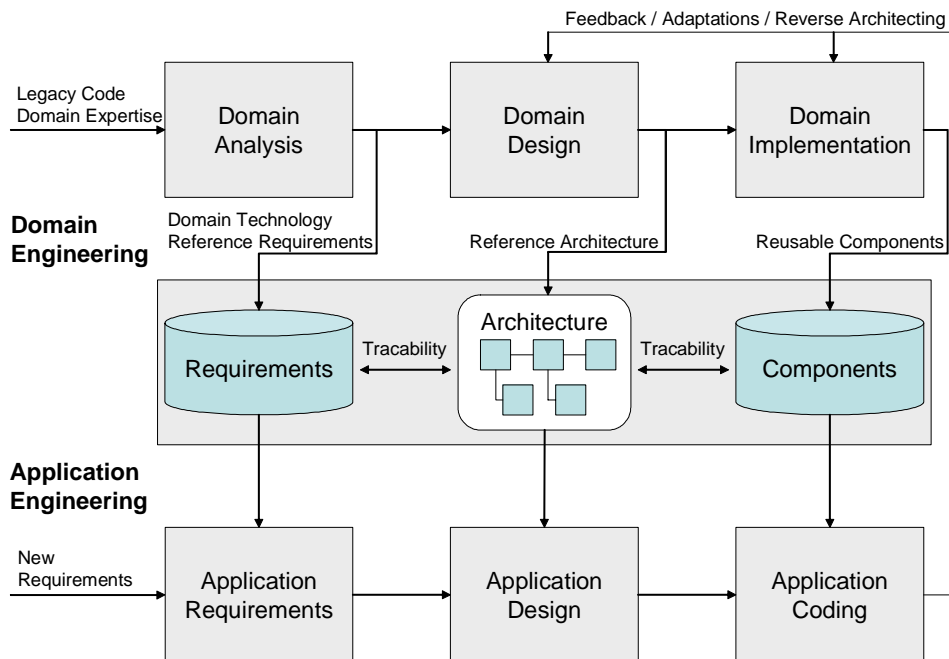 Feedback / Adaptations / Reverse Architecting
Legacy Code
Domain Expertise
Domain
Analysis
Domain
Design
Domain
Implementation
Domain
Engineering
Domain Technology
Reference Requirements
Reference Architecture
Reusable Components
Requirements
Tracability
Architecture
Tracability
Components
Application
Engineering
New
Requirements
Application
Requirements
Application
Design
Application
Coding